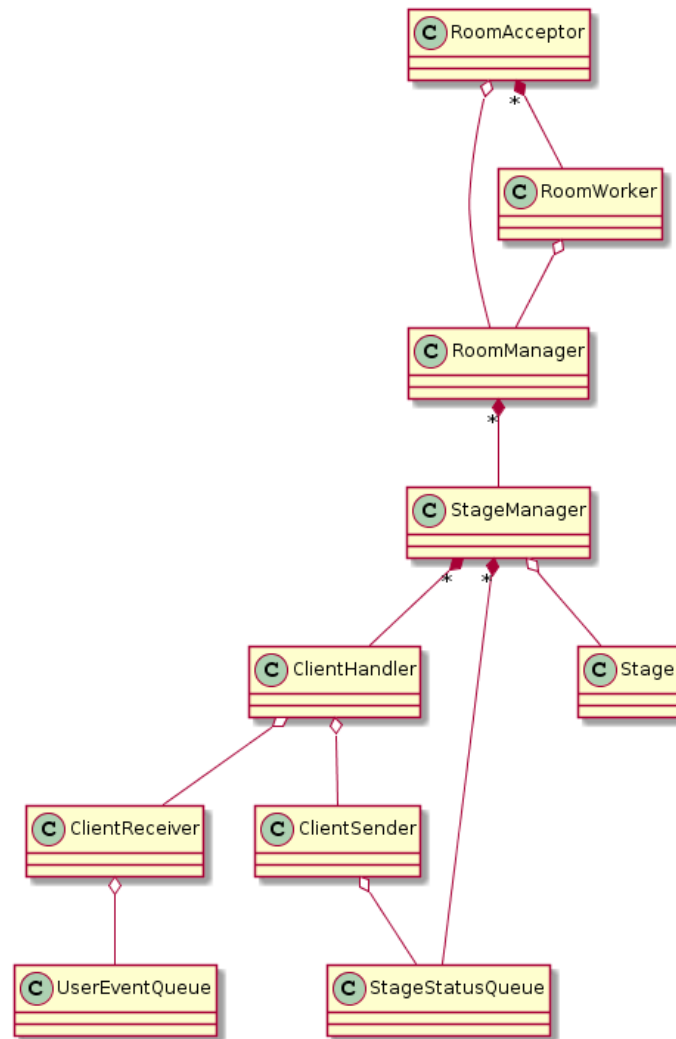 C RoomAcceptor
*
C RoomWorker
C RoomManager
*
C StageManager
* *
C ClientHandler
C Stage
C ClientReceiver
C ClientSender
C UserEventQueue
C StageStatusQueue